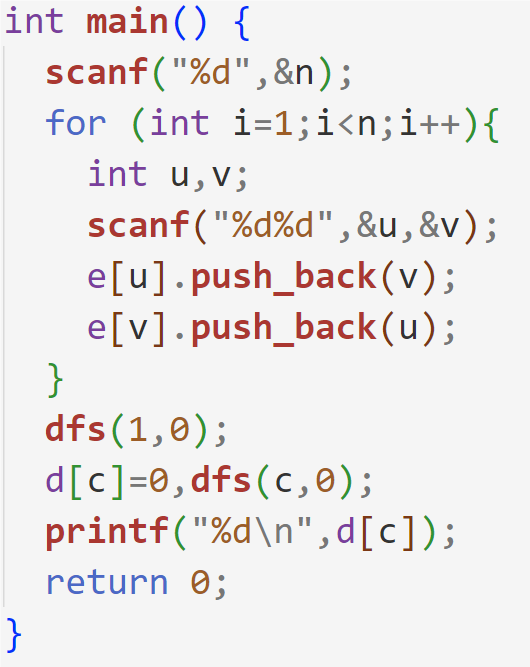 int main() {
scanf("%d",&n);
for (int i=1;i<n;i++){
int u,v;
scanf("%d%d",&u,&v);
e[u].push_back(v);
e[v].push_back(u);
}
dfs(1,0);
d[c]=0,dfs(c,0);
printf("%d\n",d[c]);
return 0;
}